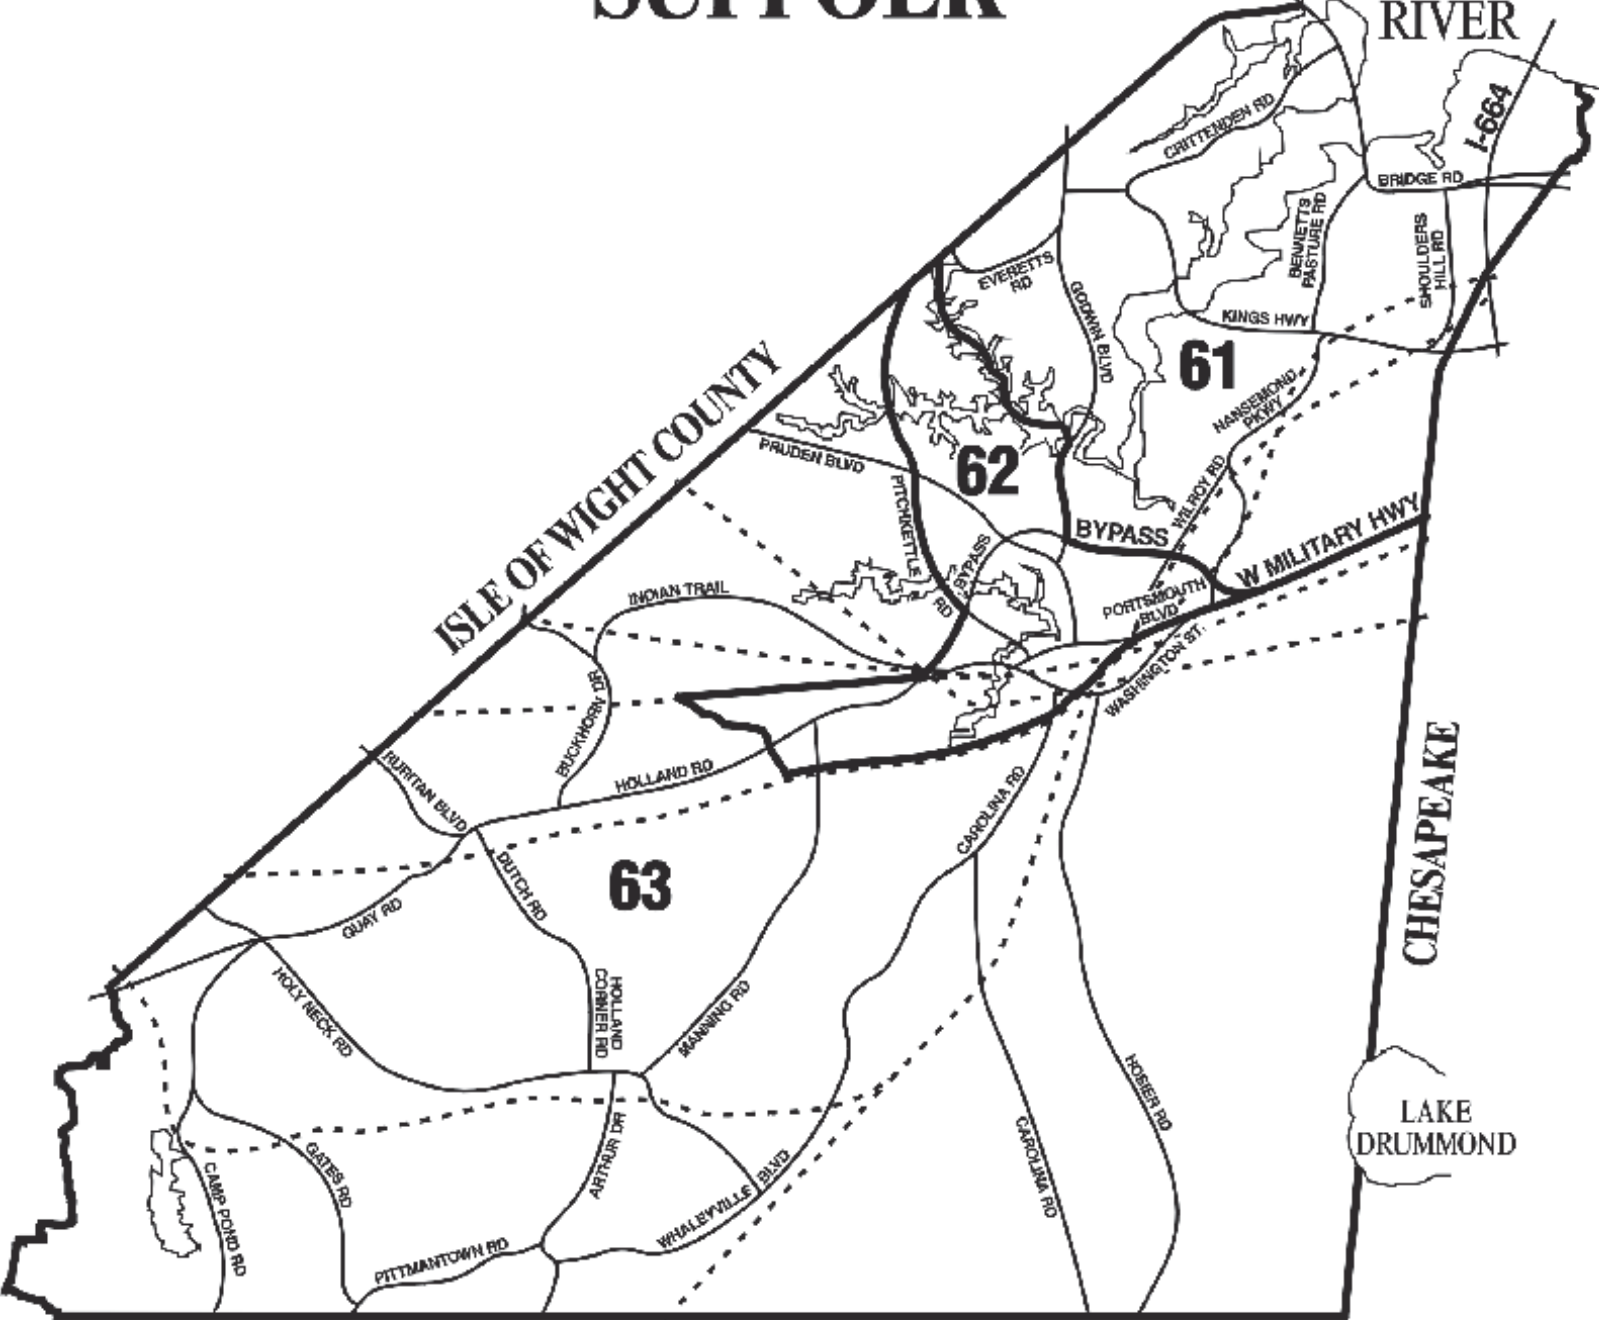 SUFFOLK
RIVER
I-664
CRITTENDEN RD
BRIDGE RD
BENNETTS
PASTURE RD
SHOULDERS
HILL RD
EVERETTS
RD
GODWIN BLVD
KINGS HWY
61
NANSEMOND
PKWY
ISLE OF WIGHT COUNTY
PRUDEN BLVD
62
PITCHKETTLE
RD
WILROY RD
BYPASS
BYPASS
W MILITARY HWY
INDIAN TRAIL
PORTSMOUTH
BLVD
WASHINGTON ST.
BUCKHORN DR
RURITAN BLVD
HOLLAND RD
CAROLINA RD
CHESAPEAKE
63
DUTCH RD
QUAY RD
HOLY NECK RD
HOLLAND
CORNER RD
MANNING RD
HOSIER RD
LAKE
DRUMMOND
GATES RD
ARTHUR DR
CAMP POND RD
WHALEYVILLE BLVD
CAROLINA RD
PITTMANTOWN RD